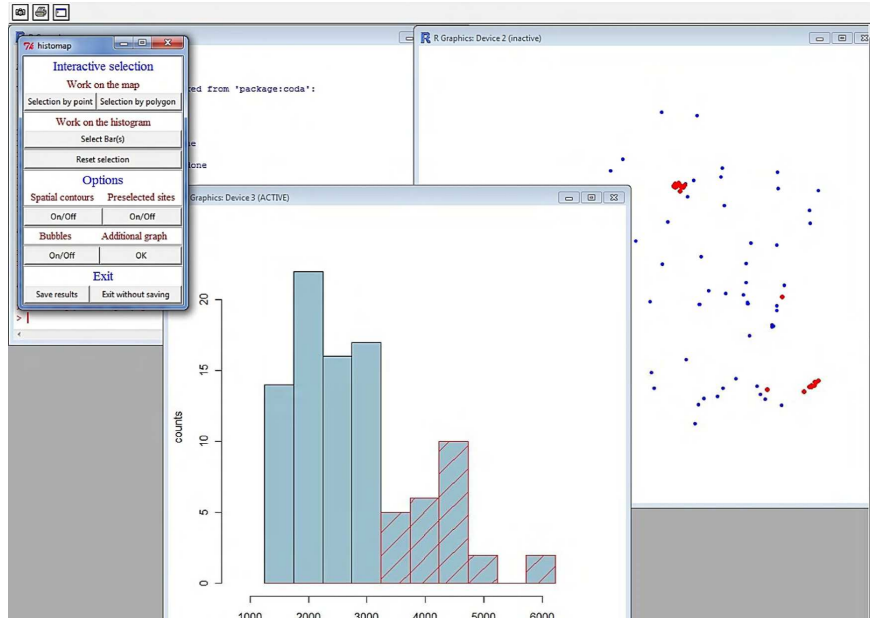 histomap
Interactive selection
Work on the map
Selection by point
Selection by polygon
Work on the histogram
Select Bar(s)
Reset selection
Options
Spatial contours
Preselected sites
On/Off
On/Off
Bubbles
Additional graph
On/Off
OK
Exit
Save results
Exit without saving
from 'package:coda':
>
R Graphics: Device 2 (inactive)
Graphics: Device 3 (ACTIVE)
counts
20
15
10
5
0
1000 2000 3000 4000 5000 6000